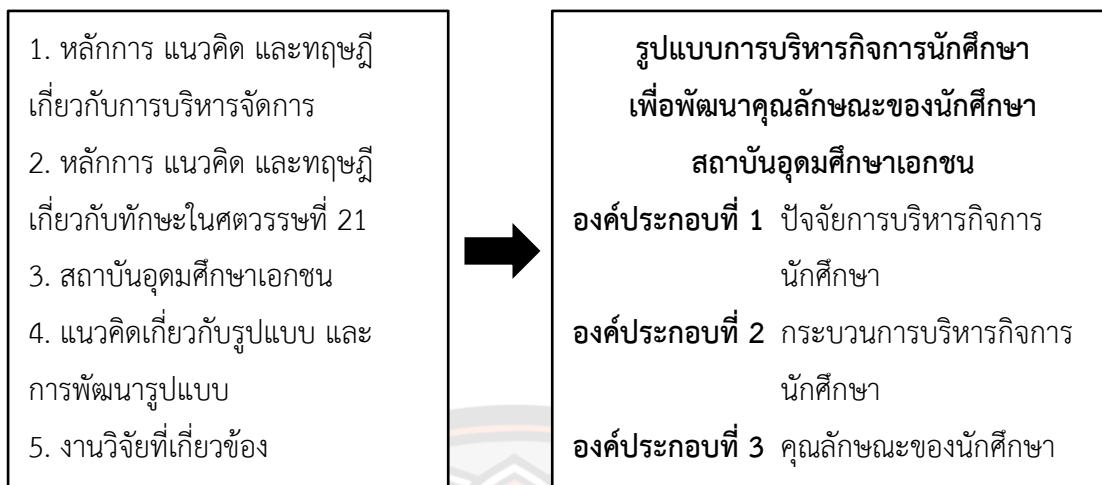 1. หลักการ แนวคิด และทฤษฎี
เกี่ยวกับการบริหารจัดการ
2. หลักการ แนวคิด และทฤษฎี
เกี่ยวกับทักษะในศตวรรษที่ 21
3. สถาบันอุดมศึกษาเอกชน
4. แนวคิดเกี่ยวกับรูปแบบ และ
การพัฒนารูปแบบ
5. งานวิจัยที่เกี่ยวข้อง
รูปแบบการบริหารกิจการนักศึกษา
เพื่อพัฒนาคุณลักษณะของนักศึกษา
สถาบันอุดมศึกษาเอกชน
องค์ประกอบที่ 1 ปัจจัยการบริหารกิจการ
นักศึกษา
องค์ประกอบที่ 2 กระบวนการบริหารกิจการ
นักศึกษา
องค์ประกอบที่ 3 คุณลักษณะของนักศึกษา